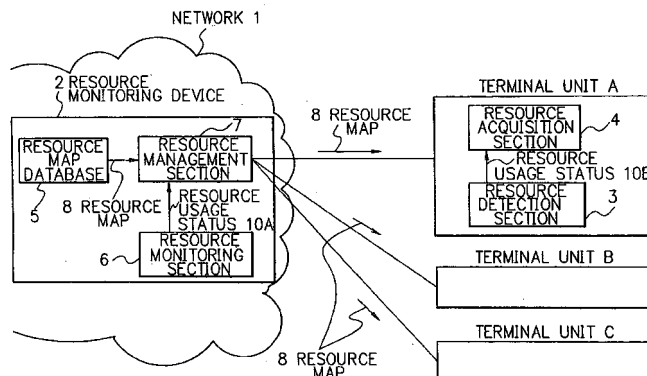 NETWORK 1
2 RESOURCE
MONITORING DEVICE
7
RESOURCE
MAP
DATABASE
5
8 RESOURCE
MAP
RESOURCE
MANAGEMENT
SECTION
RESOURCE
USAGE
STATUS 10A
6
RESOURCE
MONITORING
SECTION
8 RESOURCE
MAP
TERMINAL UNIT A
RESOURCE
ACQUISITION
SECTION
4
RESOURCE
USAGE STATUS 10B
RESOURCE
DETECTION
SECTION
3
TERMINAL UNIT B
TERMINAL UNIT C
8 RESOURCE
MAP